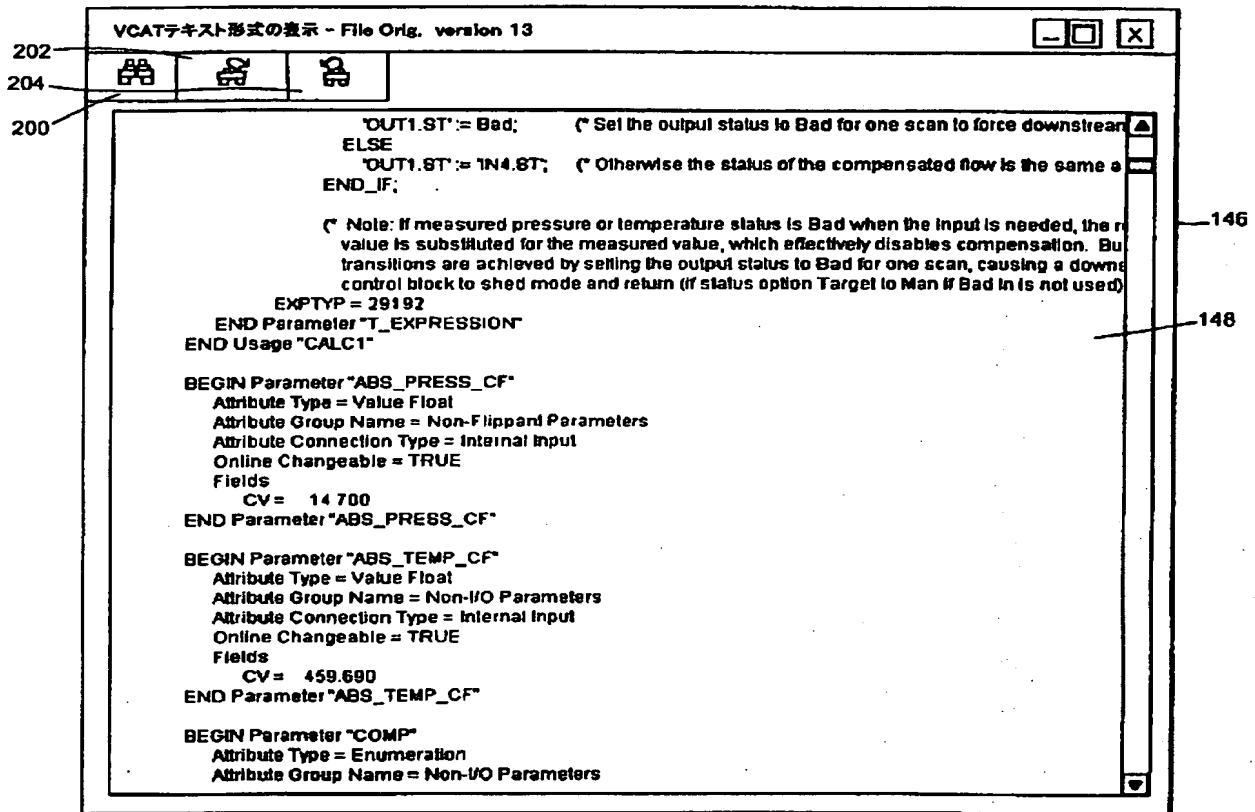 VCATテキスト形式の表示 - File Orig. version 13
202
204
200
'OUT1.ST' := Bad; (* Set the output status to Bad for one scan to force downstrean
ELSE
'OUT1.ST' := 'IN4.ST'; (* Otherwise the status of the compensated flow is the same a
END_IF;
(* Note: If measured pressure or temperature status is Bad when the input is needed, the r
value is substituted for the measured value, which effectively disables compensation. Bu
transitions are achieved by setting the output status to Bad for one scan, causing a downs
control block to shed mode and return (if status option Target to Man if Bad In is not used)
EXPTYP = 29192
END Parameter "T_EXPRESSION"
END Usage "CALC1"
BEGIN Parameter "ABS_PRESS_CF"
Attribute Type = Value Float
Attribute Group Name = Non-Flippant Parameters
Attribute Connection Type = Internal Input
Online Changeable = TRUE
Fields
CV = 14 700
END Parameter "ABS_PRESS_CF"
BEGIN Parameter "ABS_TEMP_CF"
Attribute Type = Value Float
Attribute Group Name = Non-I/O Parameters
Attribute Connection Type = Internal Input
Online Changeable = TRUE
Fields
CV = 459.690
END Parameter "ABS_TEMP_CF"
BEGIN Parameter "COMP"
Attribute Type = Enumeration
Attribute Group Name = Non-I/O Parameters
146
148